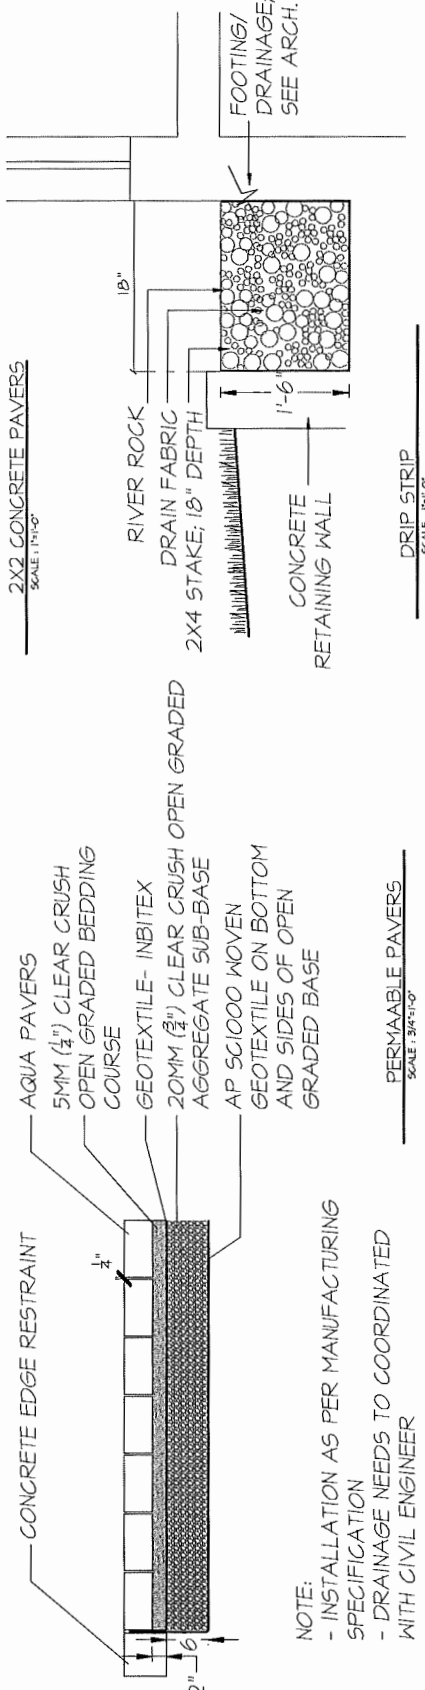 CONCRETE EDGE RESTRAINT
AQUA PAVERS
5MM (1/4") CLEAR CRUSH
OPEN GRADED BEDDING
COURSE
GEOTEXTILE- INBITEX
20MM (3/4") CLEAR CRUSH OPEN GRADED
AGGREGATE SUB-BASE
AP SC1000 WOVEN
GEOTEXTILE ON BOTTOM
AND SIDES OF OPEN
GRADED BASE
1/4"
6
NOTE:
- INSTALLATION AS PER MANUFACTURING
SPECIFICATION
- DRAINAGE NEEDS TO COORDINATED
WITH CIVIL ENGINEER
PERMAABLE PAVERS
SCALE : 3/4"=1'-0"
2X2 CONCRETE PAVERS
SCALE : 1"=1'-0"
18"
RIVER ROCK
DRAIN FABRIC
2X4 STAKE; 18" DEPTH
1'-6"
CONCRETE
RETAINING WALL
FOOTING/
DRAINAGE;
SEE ARCH.
DRIP STRIP